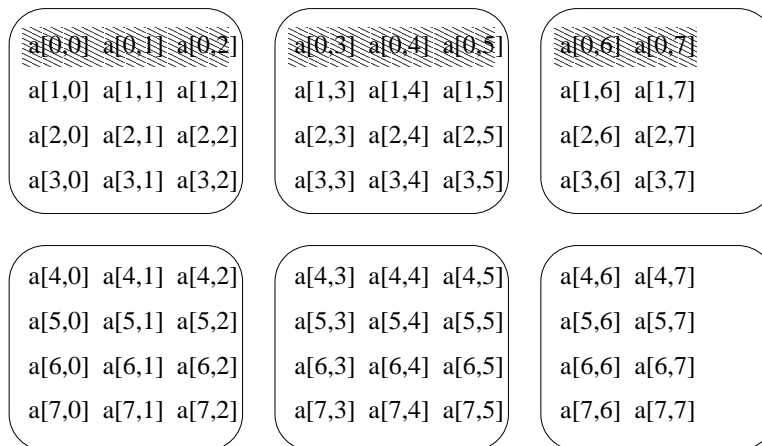 a[0,0] a[0,1] a[0,2] a[0,3] a[0,4] a[0,5] a[0,6] a[0,7]
a[1,0] a[1,1] a[1,2] a[1,3] a[1,4] a[1,5] a[1,6] a[1,7]
a[2,0] a[2,1] a[2,2] a[2,3] a[2,4] a[2,5] a[2,6] a[2,7]
a[3,0] a[3,1] a[3,2] a[3,3] a[3,4] a[3,5] a[3,6] a[3,7]
a[4,0] a[4,1] a[4,2] a[4,3] a[4,4] a[4,5] a[4,6] a[4,7]
a[5,0] a[5,1] a[5,2] a[5,3] a[5,4] a[5,5] a[5,6] a[5,7]
a[6,0] a[6,1] a[6,2] a[6,3] a[6,4] a[6,5] a[6,6] a[6,7]
a[7,0] a[7,1] a[7,2] a[7,3] a[7,4] a[7,5] a[7,6] a[7,7]